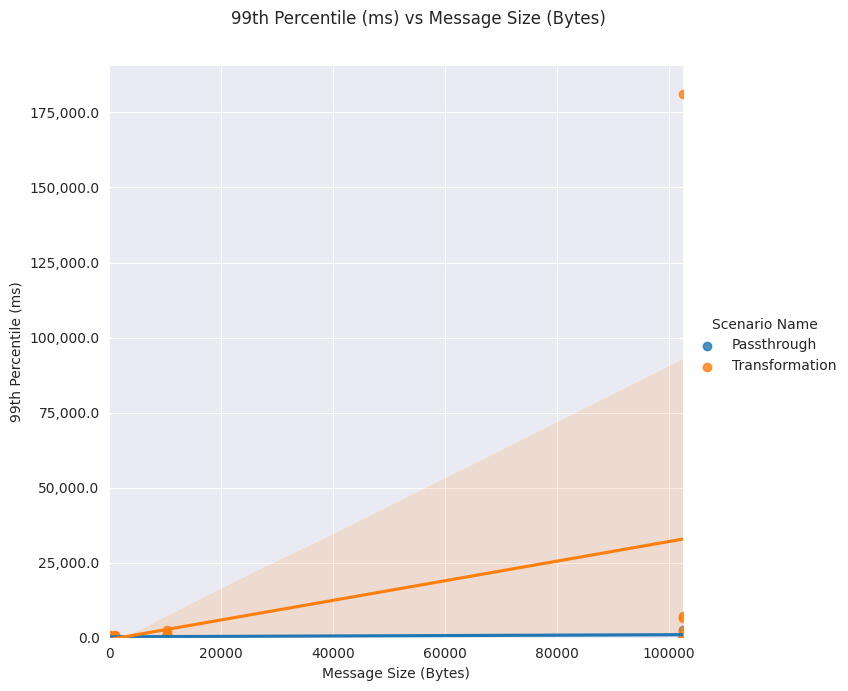 99th Percentile (ms) vs Message Size (Bytes)
175,000.0
150,000.0
125,000.0
100,000.0
75,000.0
50,000.0
25,000.0
0.0
99th Percentile (ms)
0 20000 40000 60000 80000 100000
Message Size (Bytes)
Scenario Name
Passthrough
Transformation